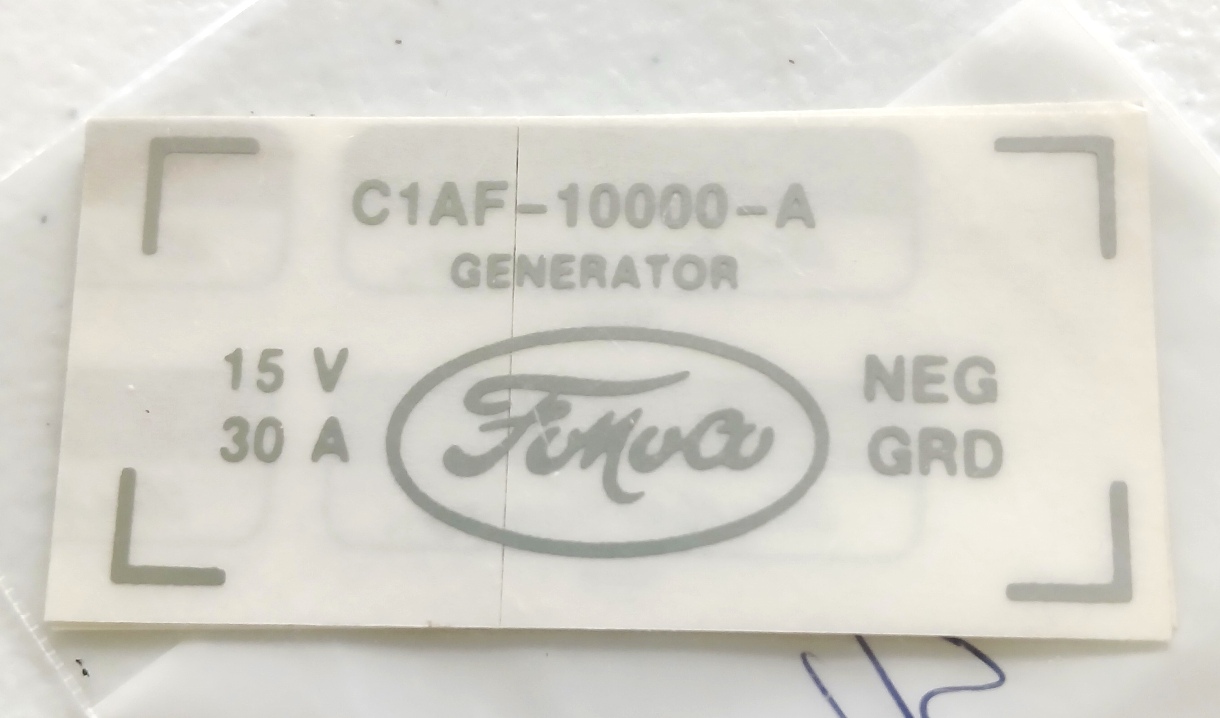 C1AF-10000-A
GENERATOR
15 V
30 A
FoMoCo
NEG
GRD